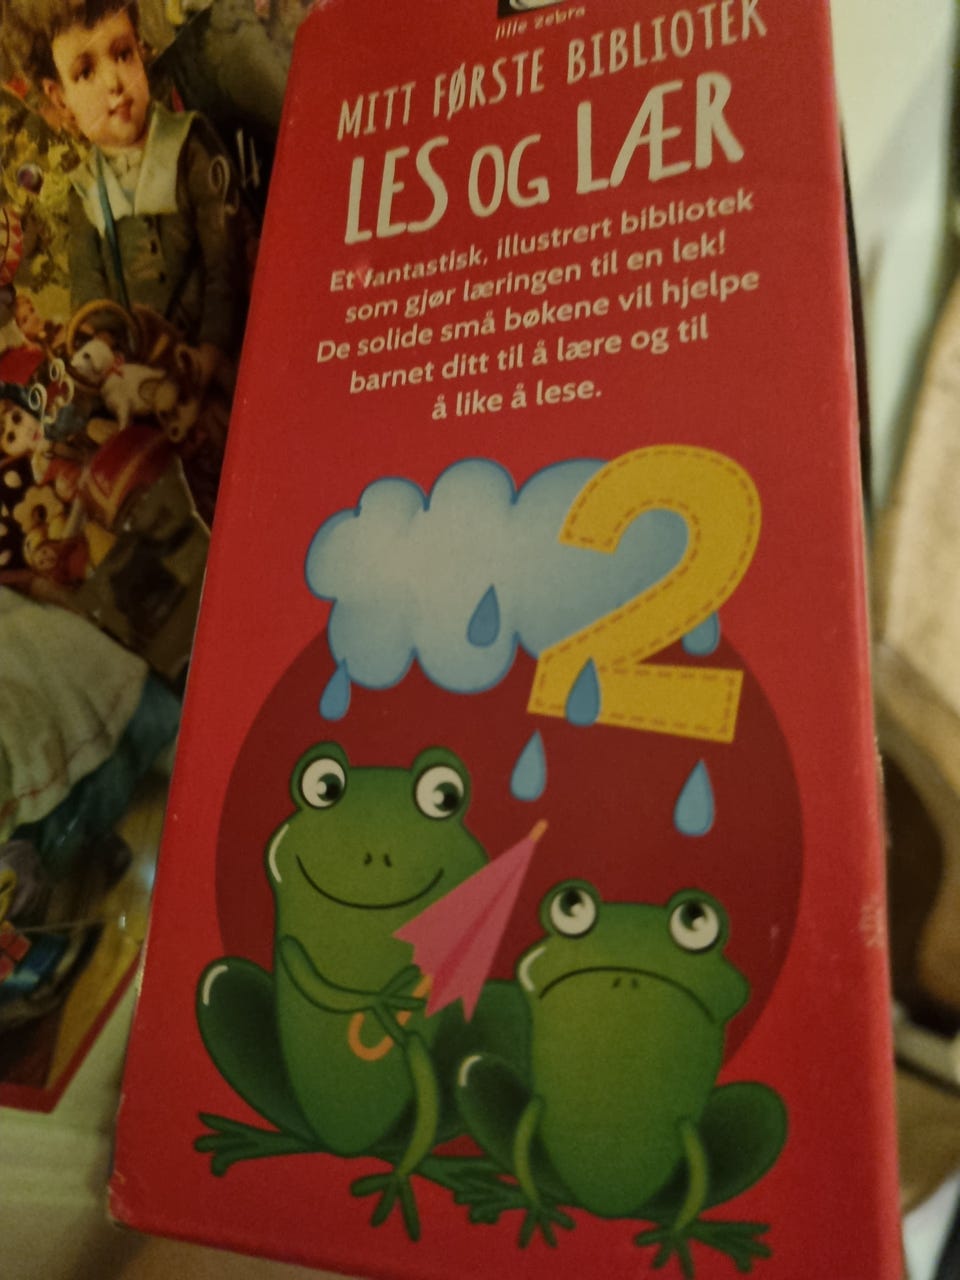 lille zebra
MITT FØRSTE BIBLIOTEK
LES OG LÆR
Et fantastisk, illustrert bibliotek
som gjør læringen til en lek!
De solide små bøkene vil hjelpe
barnet ditt til å lære og til
å like å lese.
2